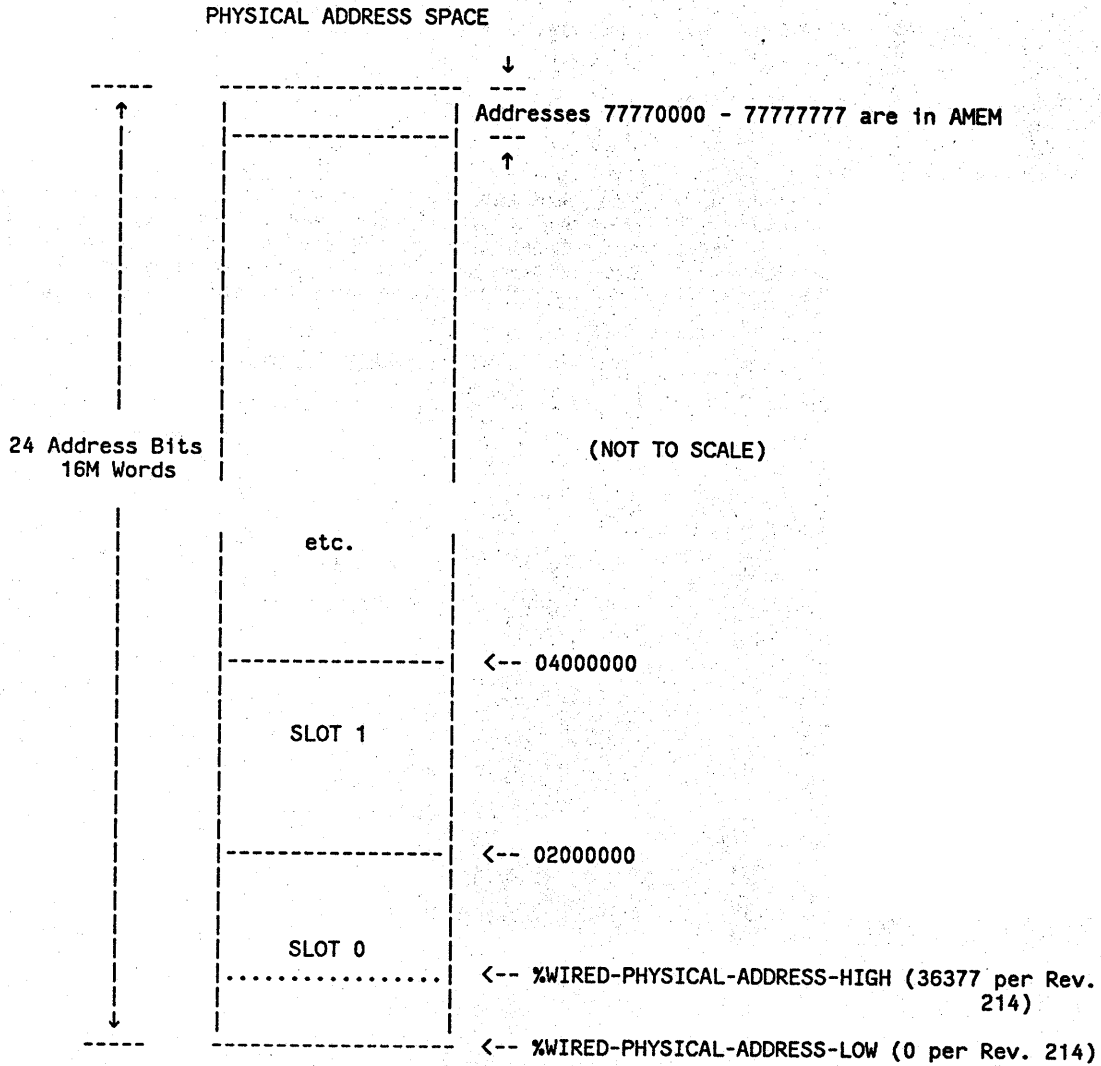 PHYSICAL ADDRESS SPACE
Addresses 77770000 - 77777777 are in AMEM
24 Address Bits
16M Words
(NOT TO SCALE)
etc.
<-- 04000000
SLOT 1
<-- 02000000
SLOT 0
<-- %WIRED-PHYSICAL-ADDRESS-HIGH (36377 per Rev.
214)
<-- %WIRED-PHYSICAL-ADDRESS-LOW (0 per Rev. 214)